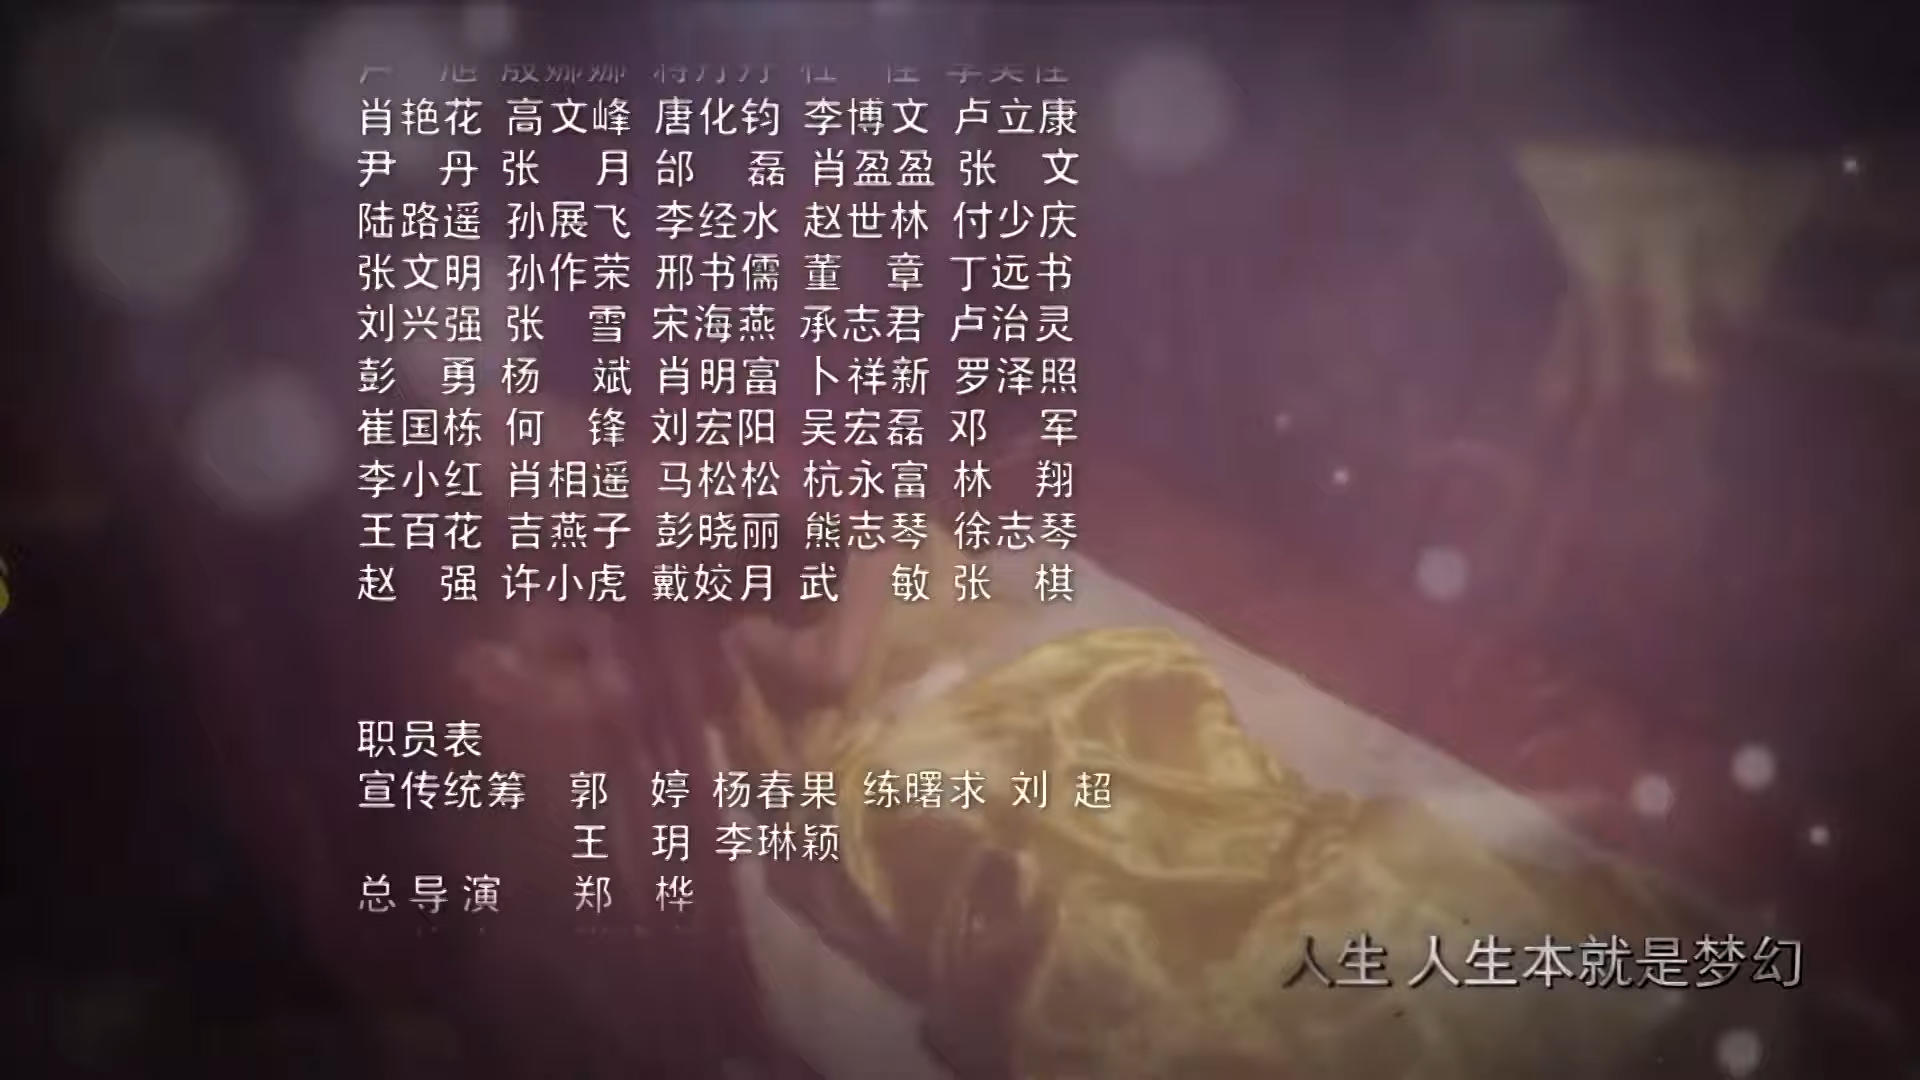 肖艳花 高文峰 唐化钧 李博文 卢立康
尹 丹 张 月 邰 磊 肖盈盈 张 文
陆路遥 孙展飞 李经水 赵世林 付少庆
张文明 孙作荣 邢书儒 董 章 丁远书
刘兴强 张 雪 宋海燕 承志君 卢治灵
彭 勇 杨 斌 肖明富 卜祥新 罗泽照
崔国栋 何 锋 刘宏阳 吴宏磊 邓 军
李小红 肖相遥 马松松 杭永富 林 翔
王百花 吉燕子 彭晓丽 熊志琴 徐志琴
赵 强 许小虎 戴姣月 武 敏 张 棋
职员表
宣传统筹 郭 婷 杨春果 练曙求 刘 超
王 玥 李琳颖
总导演 郑 桦
人生 人生本就是梦幻